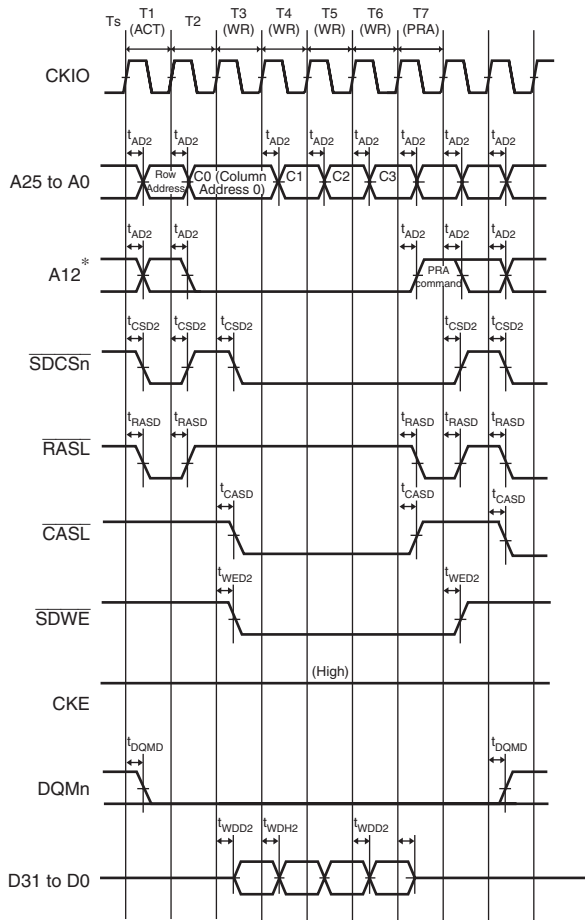 Ts T1 T2 T3 T4 T5 T6 T7
(ACT) (WR) (WR) (WR) (WR) (PRA)
CKIO
tAD2 tAD2 tAD2 tAD2 tAD2 tAD2 tAD2 tAD2
A25 to A0 Row Address C0 (Column Address 0) C1 C2 C3
tAD2 tAD2 tAD2 tAD2 tAD2
A12* PRA command
tCSD2 tCSD2 tCSD2 tCSD2 tCSD2
SDCSn
tRASD tRASD tRASD tRASD tRASD
RASL
tCASD tCASD tCASD
CASL
tWED2 tWED2
SDWE
(High)
CKE
tDQMD tDQMD
DQMn
tWDD2 tWDH2 tWDD2
D31 to D0